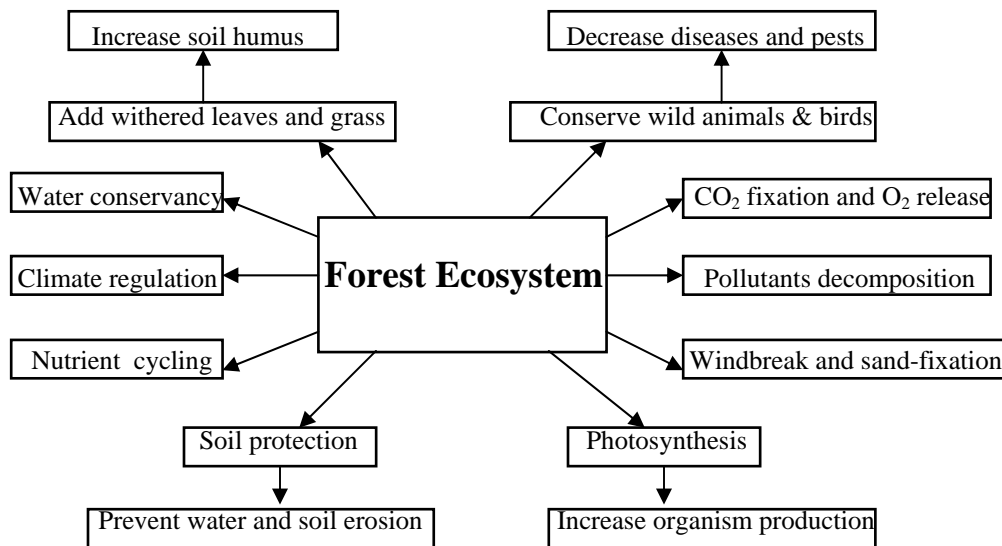 Increase soil humus
Decrease diseases and pests
Add withered leaves and grass
Conserve wild animals & birds
Water conservancy
CO₂ fixation and O₂ release
Forest Ecosystem
Climate regulation
Pollutants decomposition
Nutrient cycling
Windbreak and sand-fixation
Soil protection
Photosynthesis
Prevent water and soil erosion
Increase organism production